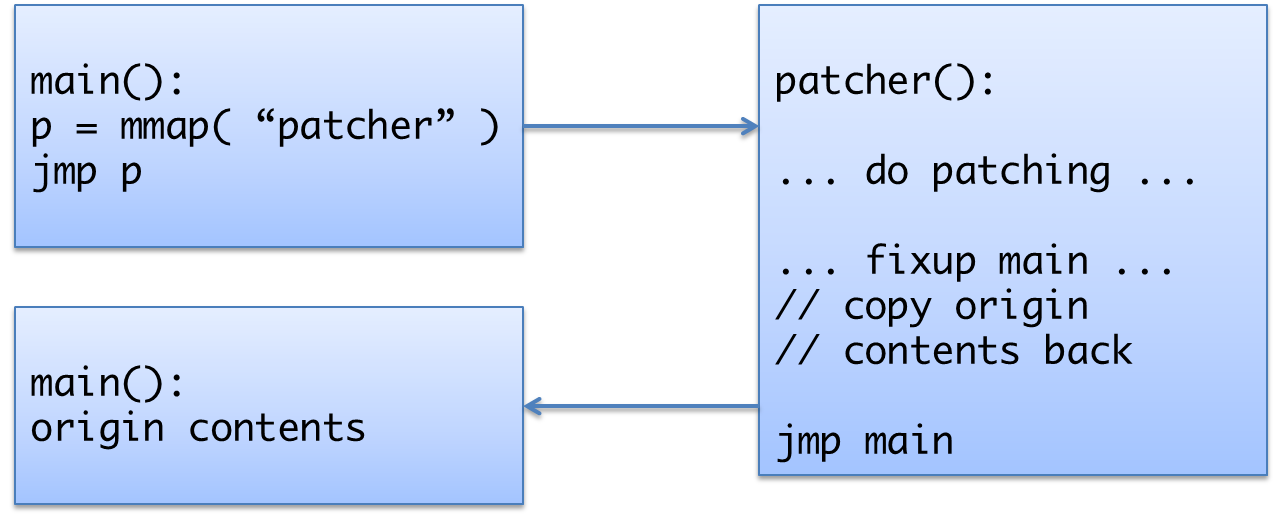 main():
p = mmap( “patcher” )
jmp p
patcher():
... do patching ...
... fixup main ...
// copy origin
// contents back
jmp main
main():
origin contents